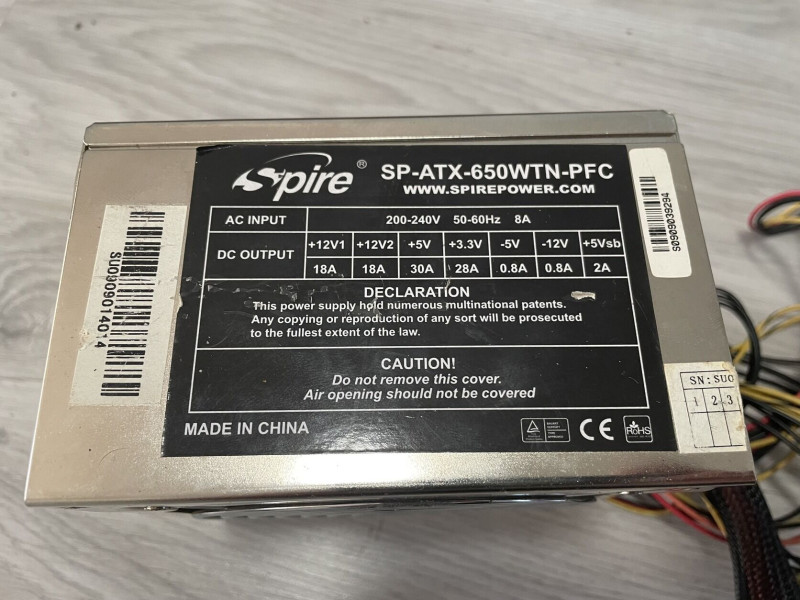 Spire®
SP-ATX-650WTN-PFC
WWW.SPIREPOWER.COM
AC INPUT 200-240V 50-60Hz 8A
DC OUTPUT +12V1 +12V2 +5V +3.3V -5V -12V +5Vsb
18A 18A 30A 28A 0.8A 0.8A 2A
DECLARATION
This power supply hold numerous multinational patents.
Any copying or reproduction of any sort will be prosecuted
to the fullest extent of the law.
CAUTION!
Do not remove this cover.
Air opening should not be covered
MADE IN CHINA
CE
RoHS
SU0909014014
S0909039294
SN:SU0
1 2 3